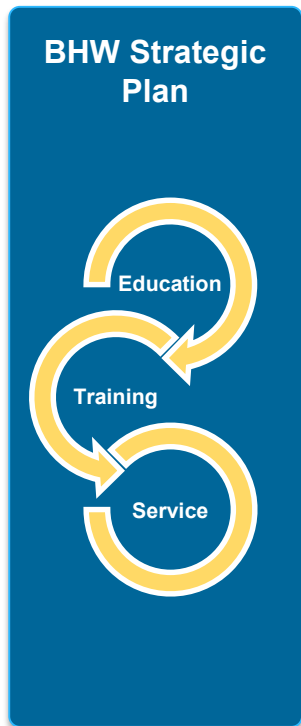 BHW Strategic
Plan
Education
Training
Service